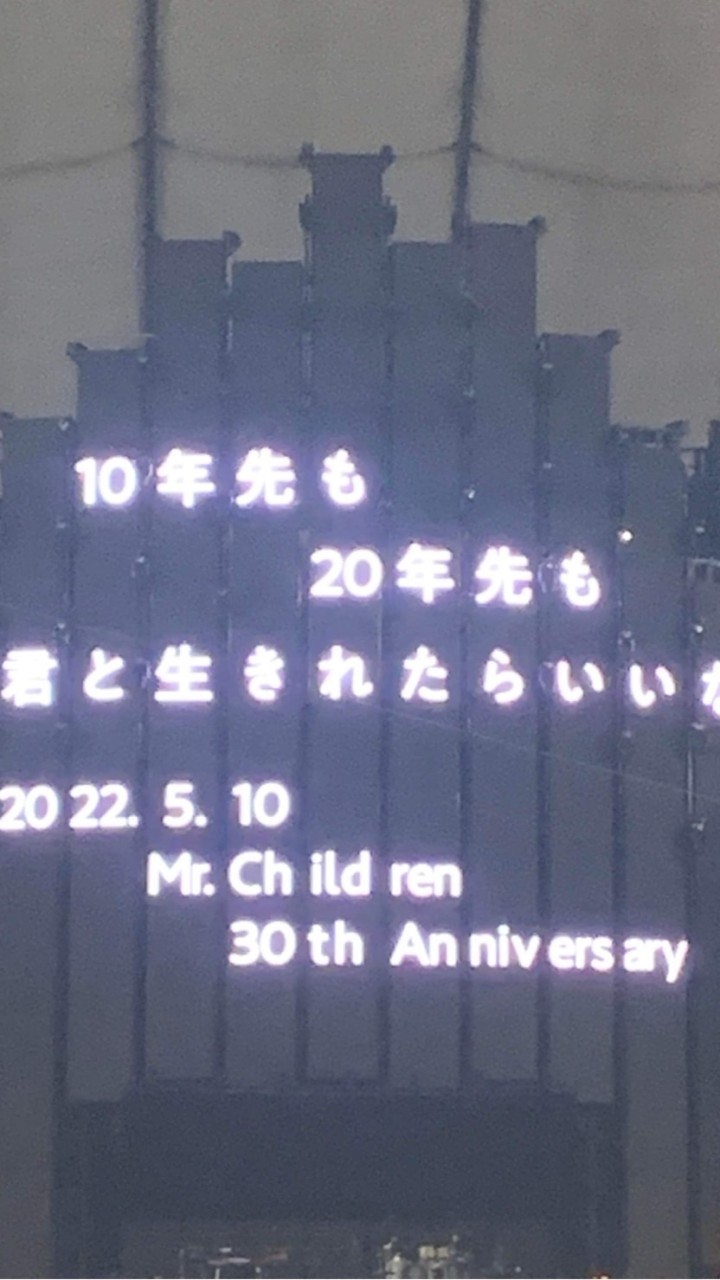 10年先も
20年先も
君と生きれたらいいな
2022. 5. 10
Mr. Children
30th Anniversary